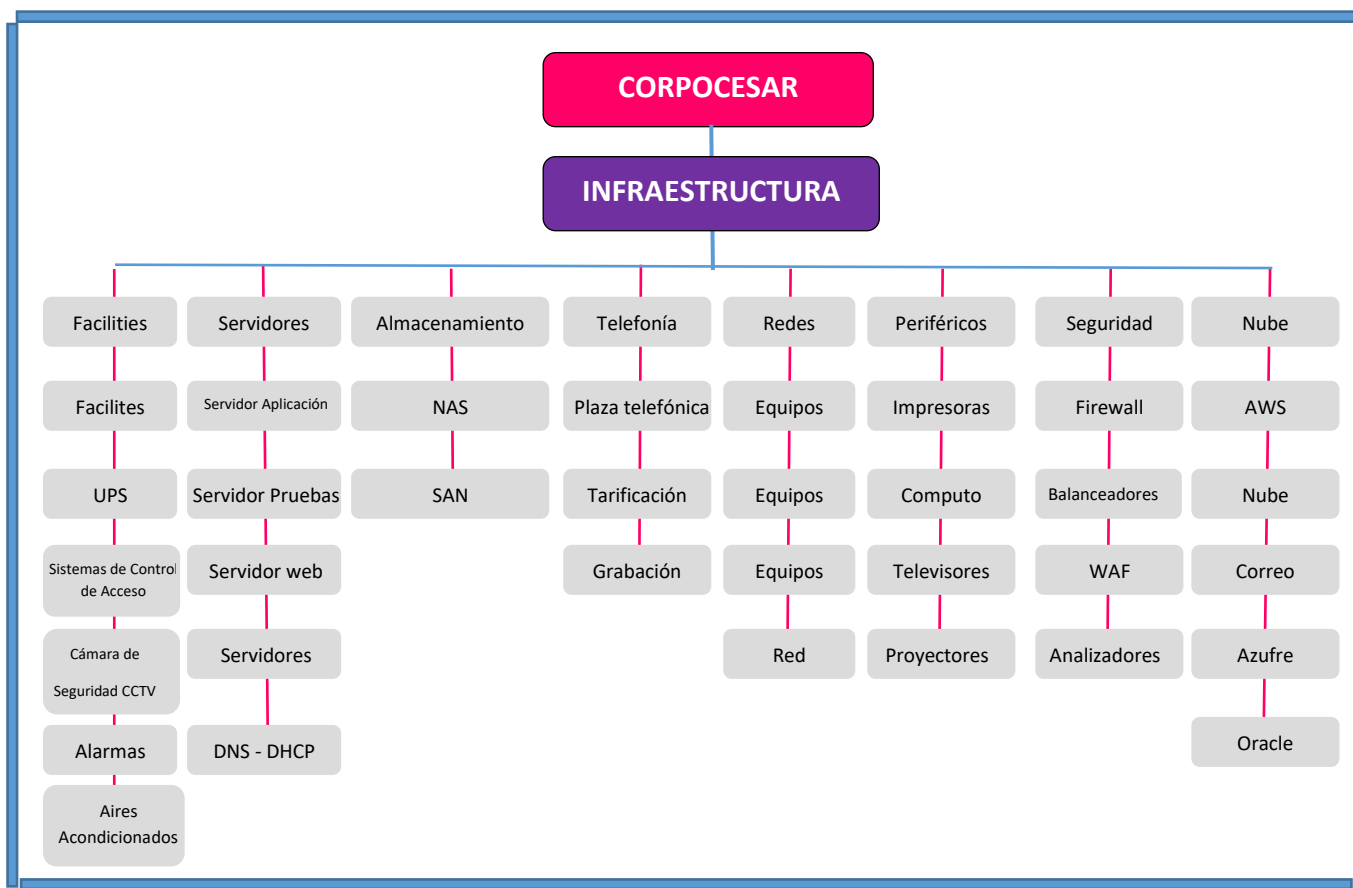 CORPOCESAR
INFRAESTRUCTURA
Facilities
Servidores
Almacenamiento
Telefonía
Redes
Periféricos
Seguridad
Nube
Facilites
Servidor Aplicación
NAS
Plaza telefónica
Equipos
Impresoras
Firewall
AWS
UPS
Servidor Pruebas
SAN
Tarificación
Equipos
Computo
Balanceadores
Nube
Sistemas de Control
de Acceso
Servidor web
Grabación
Equipos
Televisores
WAF
Correo
Cámara de
Seguridad CCTV
Servidores
Red
Proyectores
Analizadores
Azufre
Alarmas
DNS - DHCP
Oracle
Aires
Acondicionados